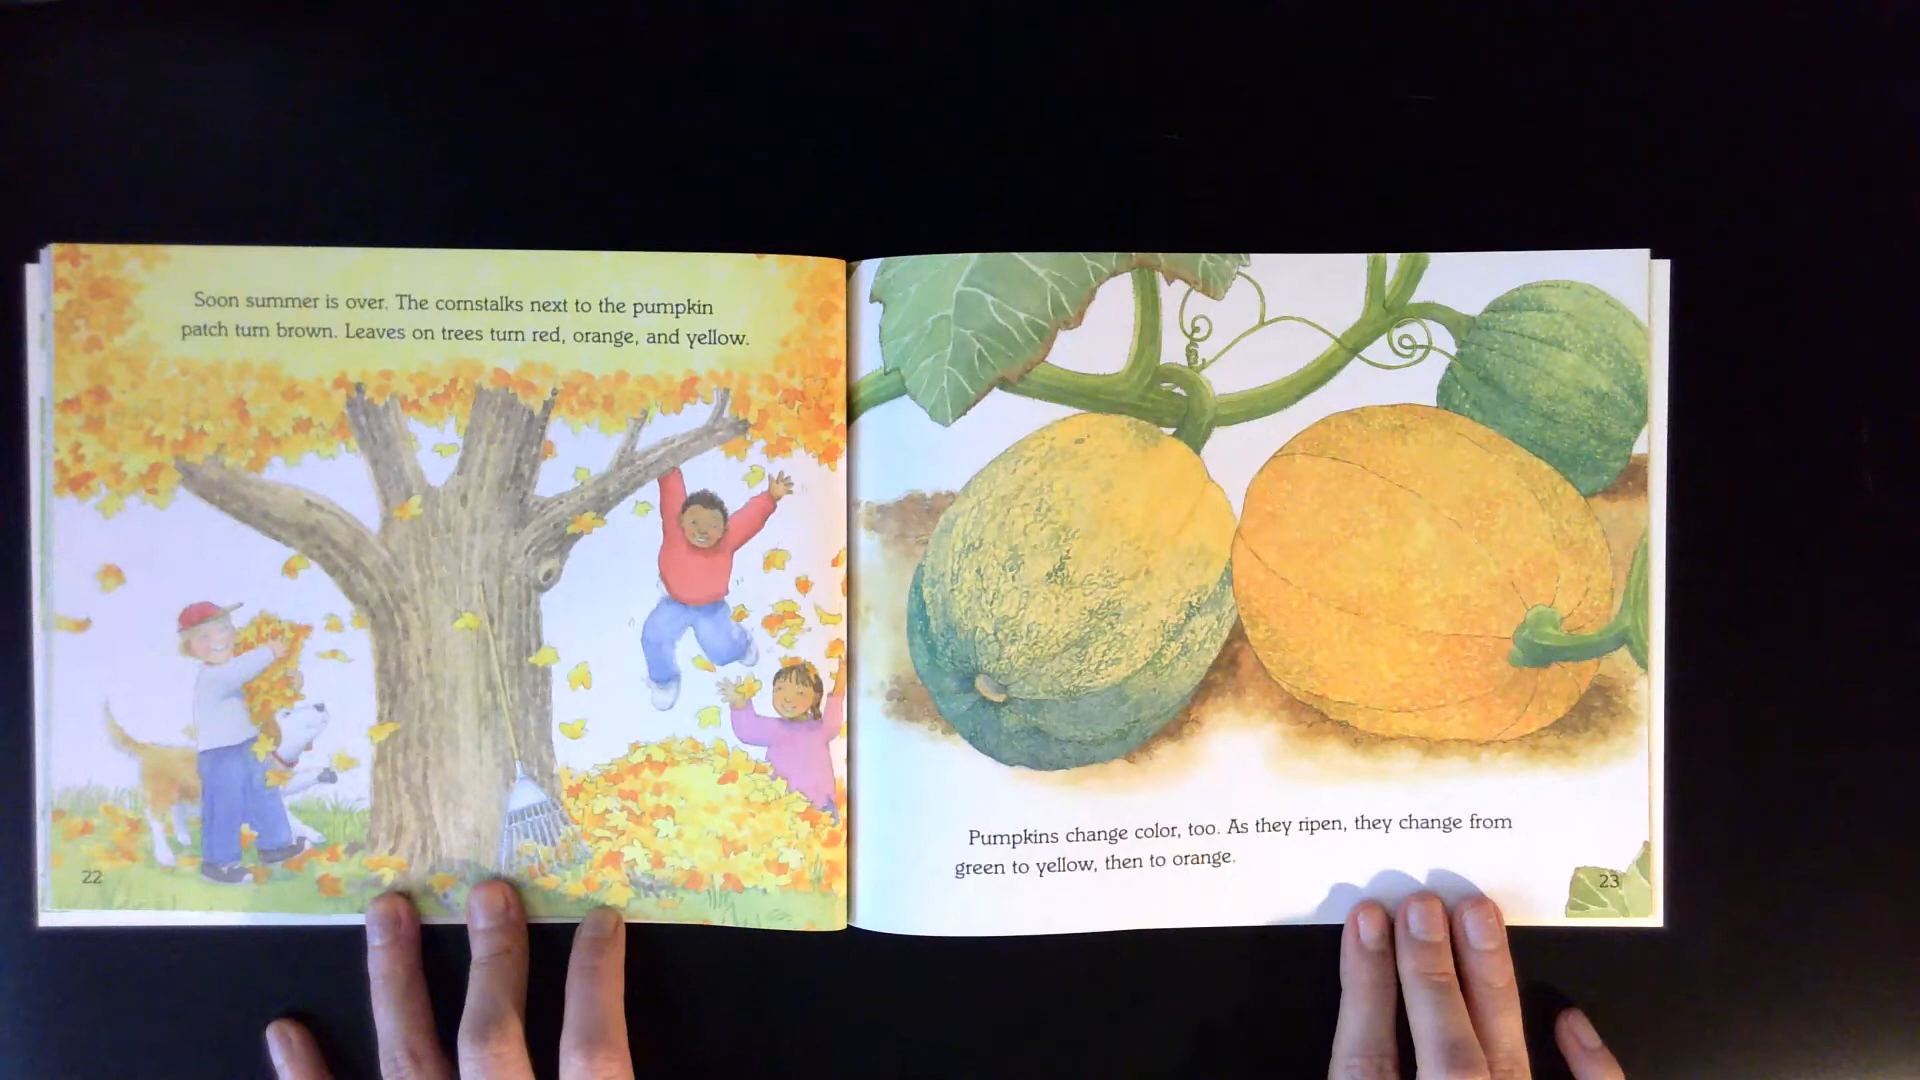 Soon summer is over. The cornstalks next to the pumpkin
patch turn brown. Leaves on trees turn red, orange, and yellow.
22
Pumpkins change color, too. As they ripen, they change from
green to yellow, then to orange.
23